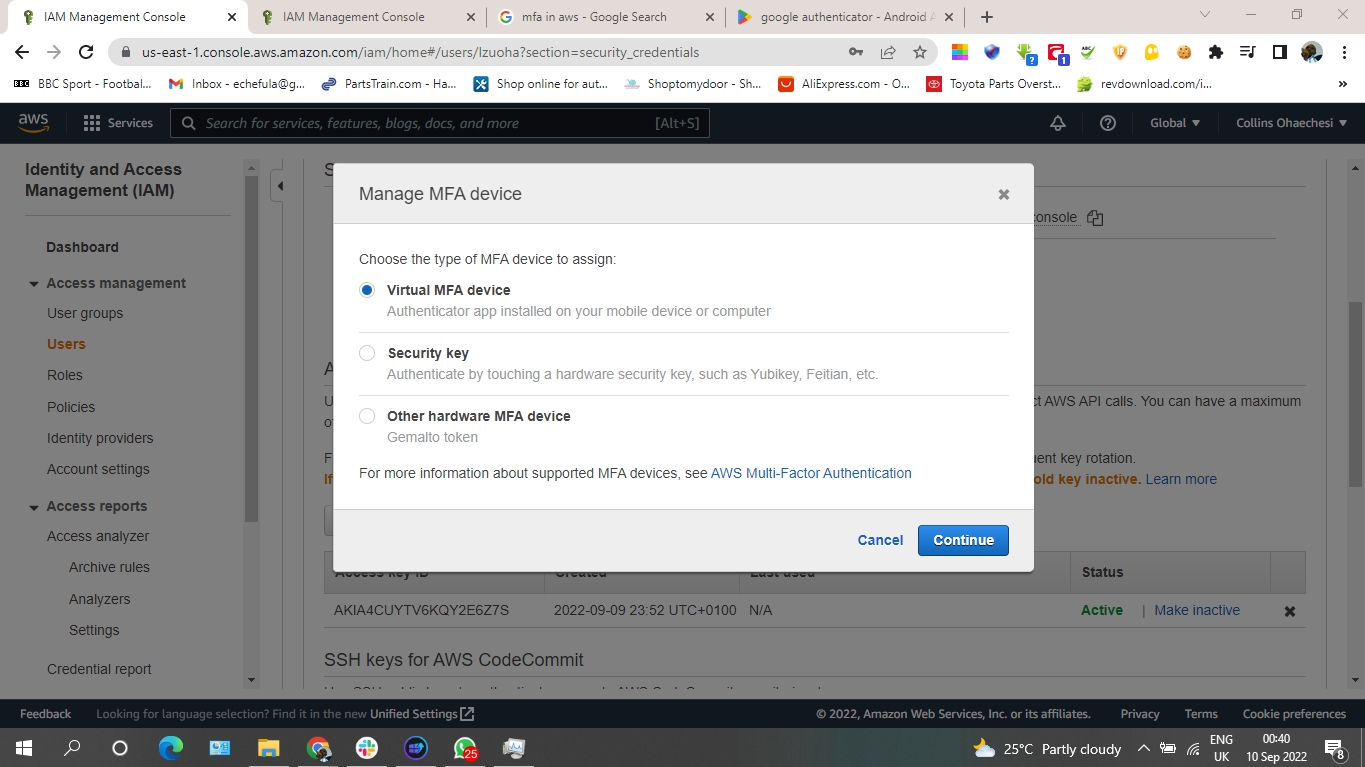 IAM Management Console
IAM Management Console
mfa in aws - Google Search
google authenticator - Android A
us-east-1.console.aws.amazon.com/iam/home#/users/Izuoha?section=security_credentials
BBC Sport - Footbal...
Inbox - echefula@g...
PartsTrain.com - Ha...
Shop online for aut...
Shoptomydoor - Sh...
AliExpress.com - O...
Toyota Parts Overst...
revdownload.com/i...
»
aws
Services
Search for services, features, blogs, docs, and more
[Alt+S]
Global
Collins Ohaechesi
Identity and Access
Management (IAM)
Dashboard
Access management
User groups
Users
Roles
Policies
Identity providers
Account settings
Access reports
Access analyzer
Archive rules
Analyzers
Settings
Credential report
Manage MFA device
Choose the type of MFA device to assign:
Virtual MFA device
Authenticator app installed on your mobile device or computer
Security key
Authenticate by touching a hardware security key, such as Yubikey, Feitian, etc.
Other hardware MFA device
Gemalto token
For more information about supported MFA devices, see AWS Multi-Factor Authentication
Cancel
Continue
console
ct AWS API calls. You can have a maximum
uent key rotation.
If
old key inactive. Learn more
Access key ID
Created
Last used
Status
AKIA4CUYTV6KQY2E6Z7S
2022-09-09 23:52 UTC+0100
N/A
Active
| Make inactive
SSH keys for AWS CodeCommit
Feedback
Looking for language selection? Find it in the new Unified Settings
© 2022, Amazon Web Services, Inc. or its affiliates.
Privacy
Terms
Cookie preferences
25
25°C Partly cloudy
ENG
UK
00:40
10 Sep 2022
8